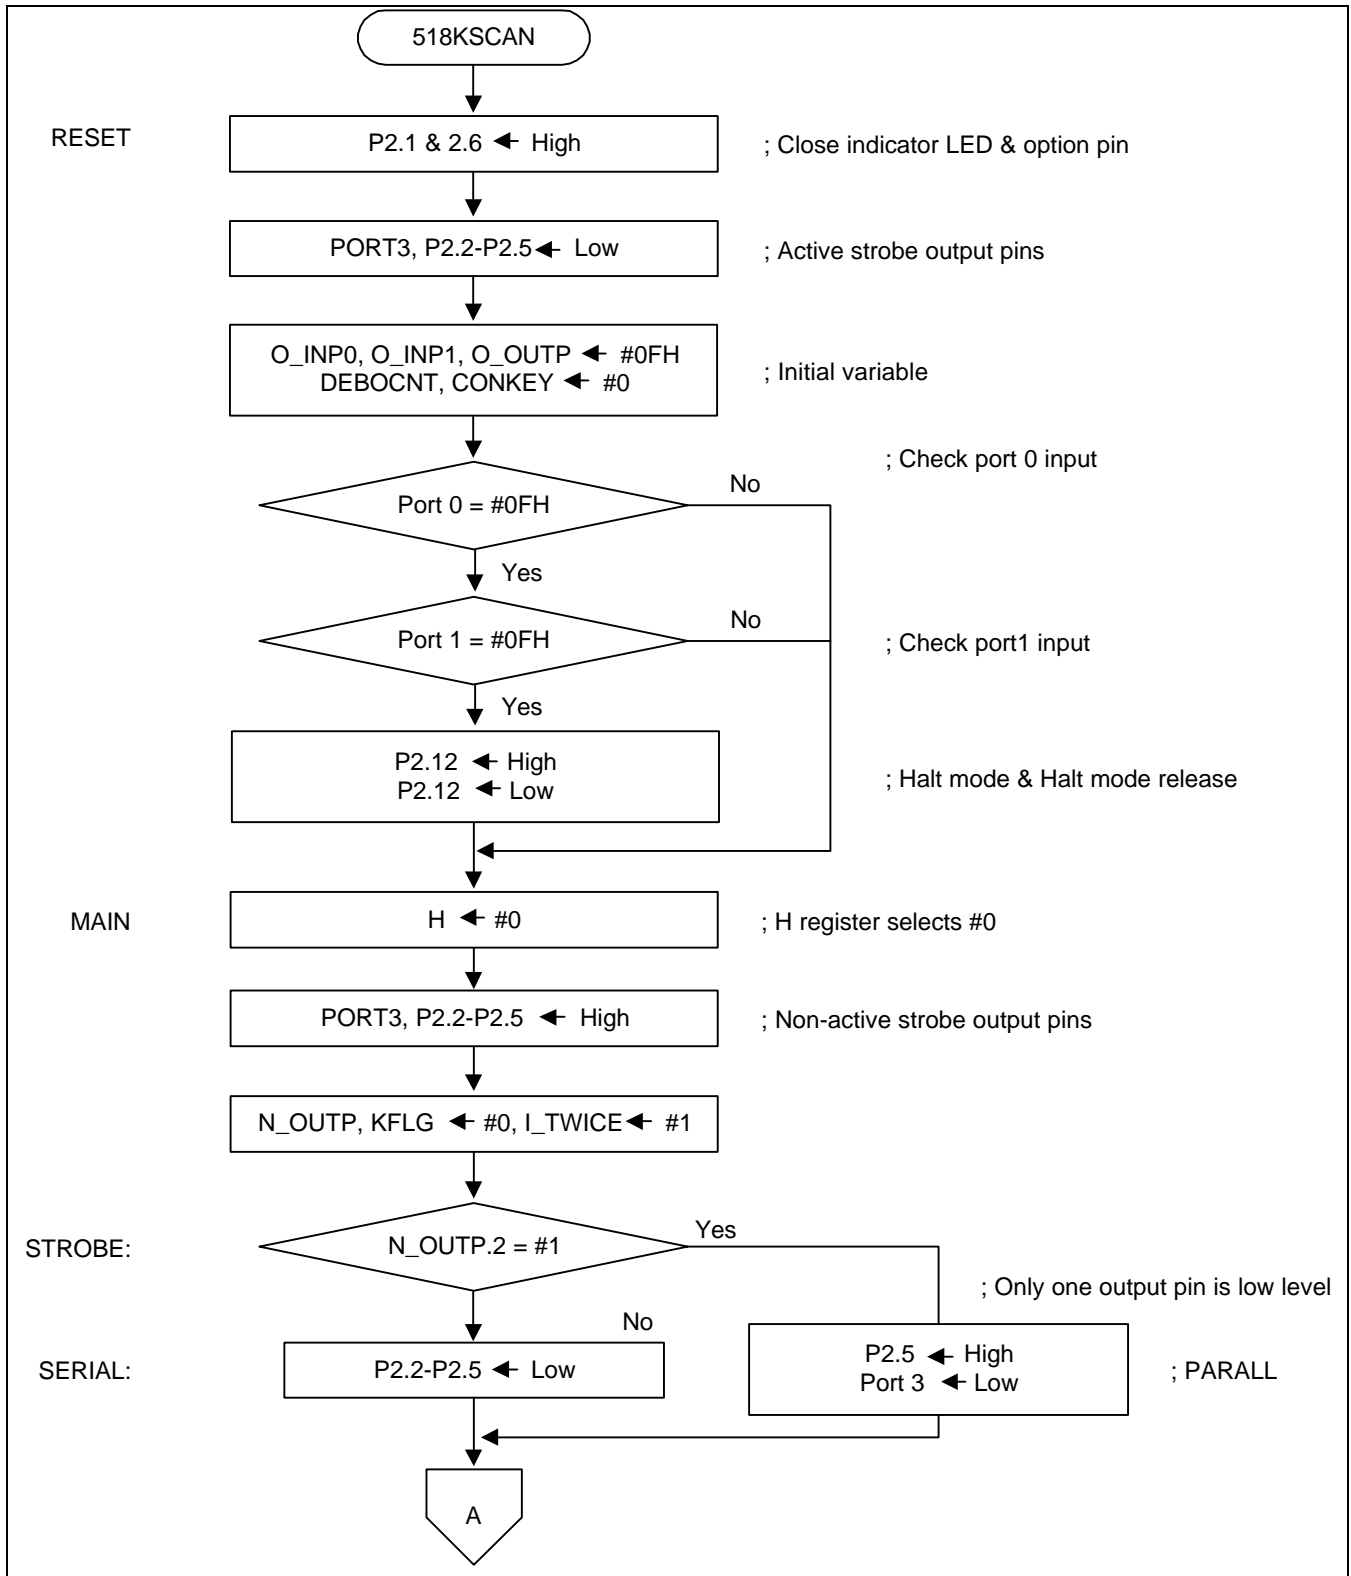 518KSCAN
RESET
P2.1 & 2.6 ← High
; Close indicator LED & option pin
PORT3, P2.2-P2.5 ← Low
; Active strobe output pins
O_INP0, O_INP1, O_OUTP ← #0FH
DEBOCNT, CONKEY ← #0
; Initial variable
; Check port 0 input
Port 0 = #0FH
No
Yes
Port 1 = #0FH
No
; Check port1 input
Yes
P2.12 ← High
P2.12 ← Low
; Halt mode & Halt mode release
MAIN
H ← #0
; H register selects #0
PORT3, P2.2-P2.5 ← High
; Non-active strobe output pins
N_OUTP, KFLG ← #0, I_TWICE ← #1
STROBE:
N_OUTP.2 = #1
Yes
; Only one output pin is low level
No
SERIAL:
P2.2-P2.5 ← Low
P2.5 ← High
Port 3 ← Low
; PARALL
A